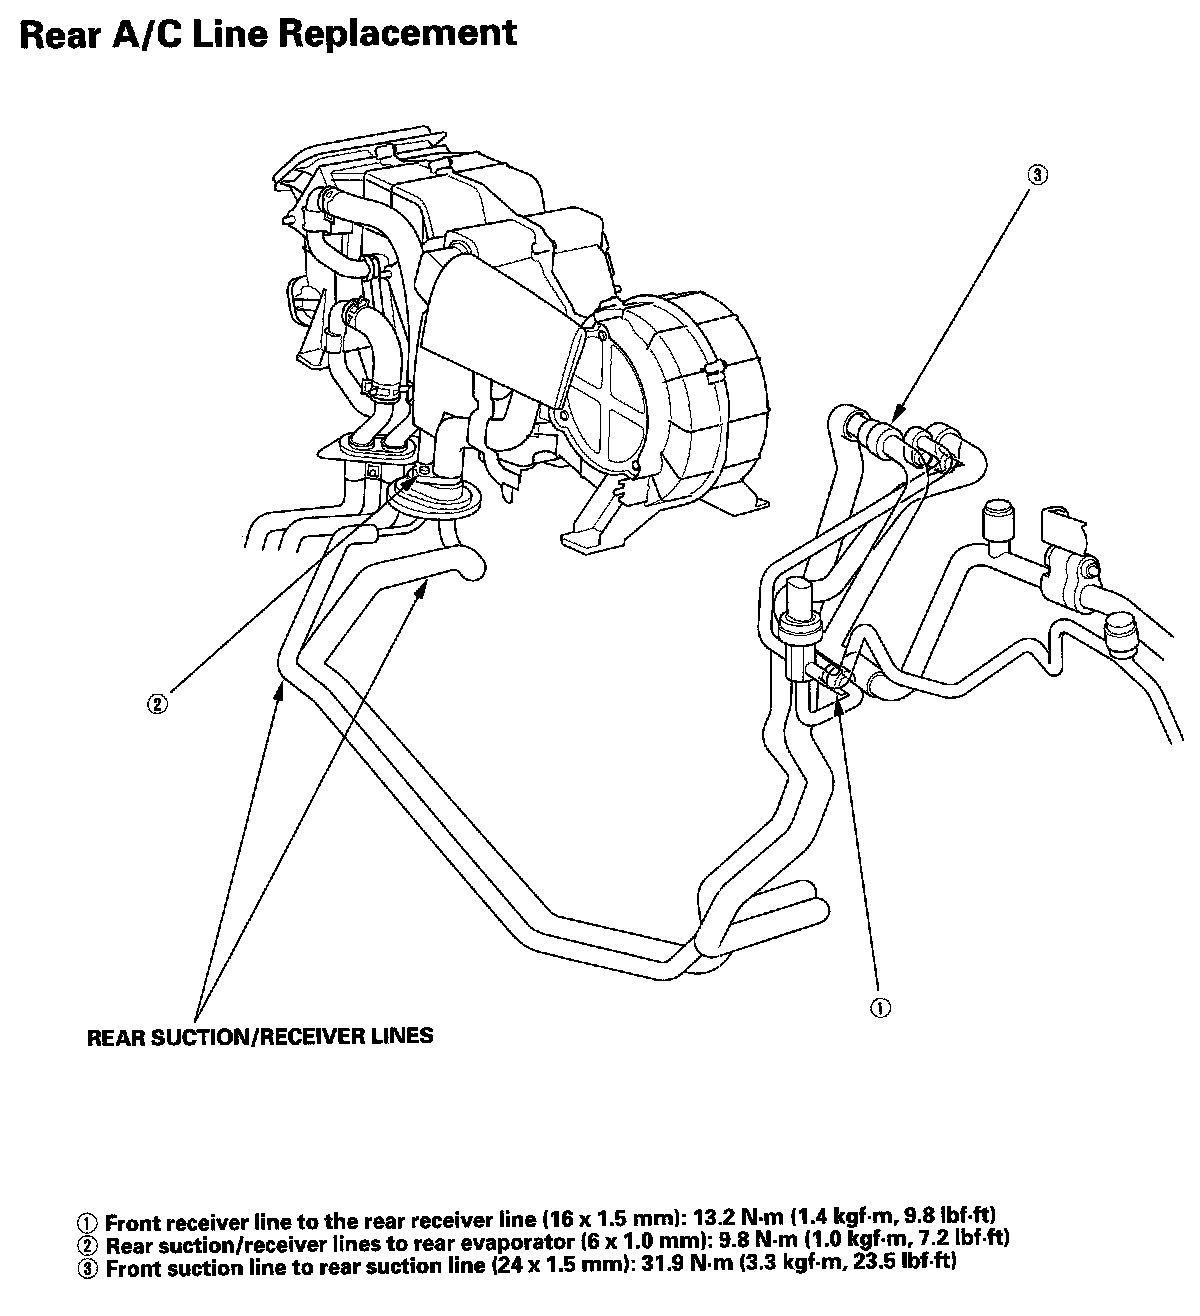 Rear A/C Line Replacement
③
②
①
REAR SUCTION/RECEIVER LINES
① Front receiver line to the rear receiver line (16 x 1.5 mm): 13.2 N·m (1.4 kgf·m, 9.8 lbf·ft)
② Rear suction/receiver lines to rear evaporator (6 x 1.0 mm): 9.8 N·m (1.0 kgf·m, 7.2 lbf·ft)
③ Front suction line to rear suction line (24 x 1.5 mm): 31.9 N·m (3.3 kgf·m, 23.5 lbf·ft)